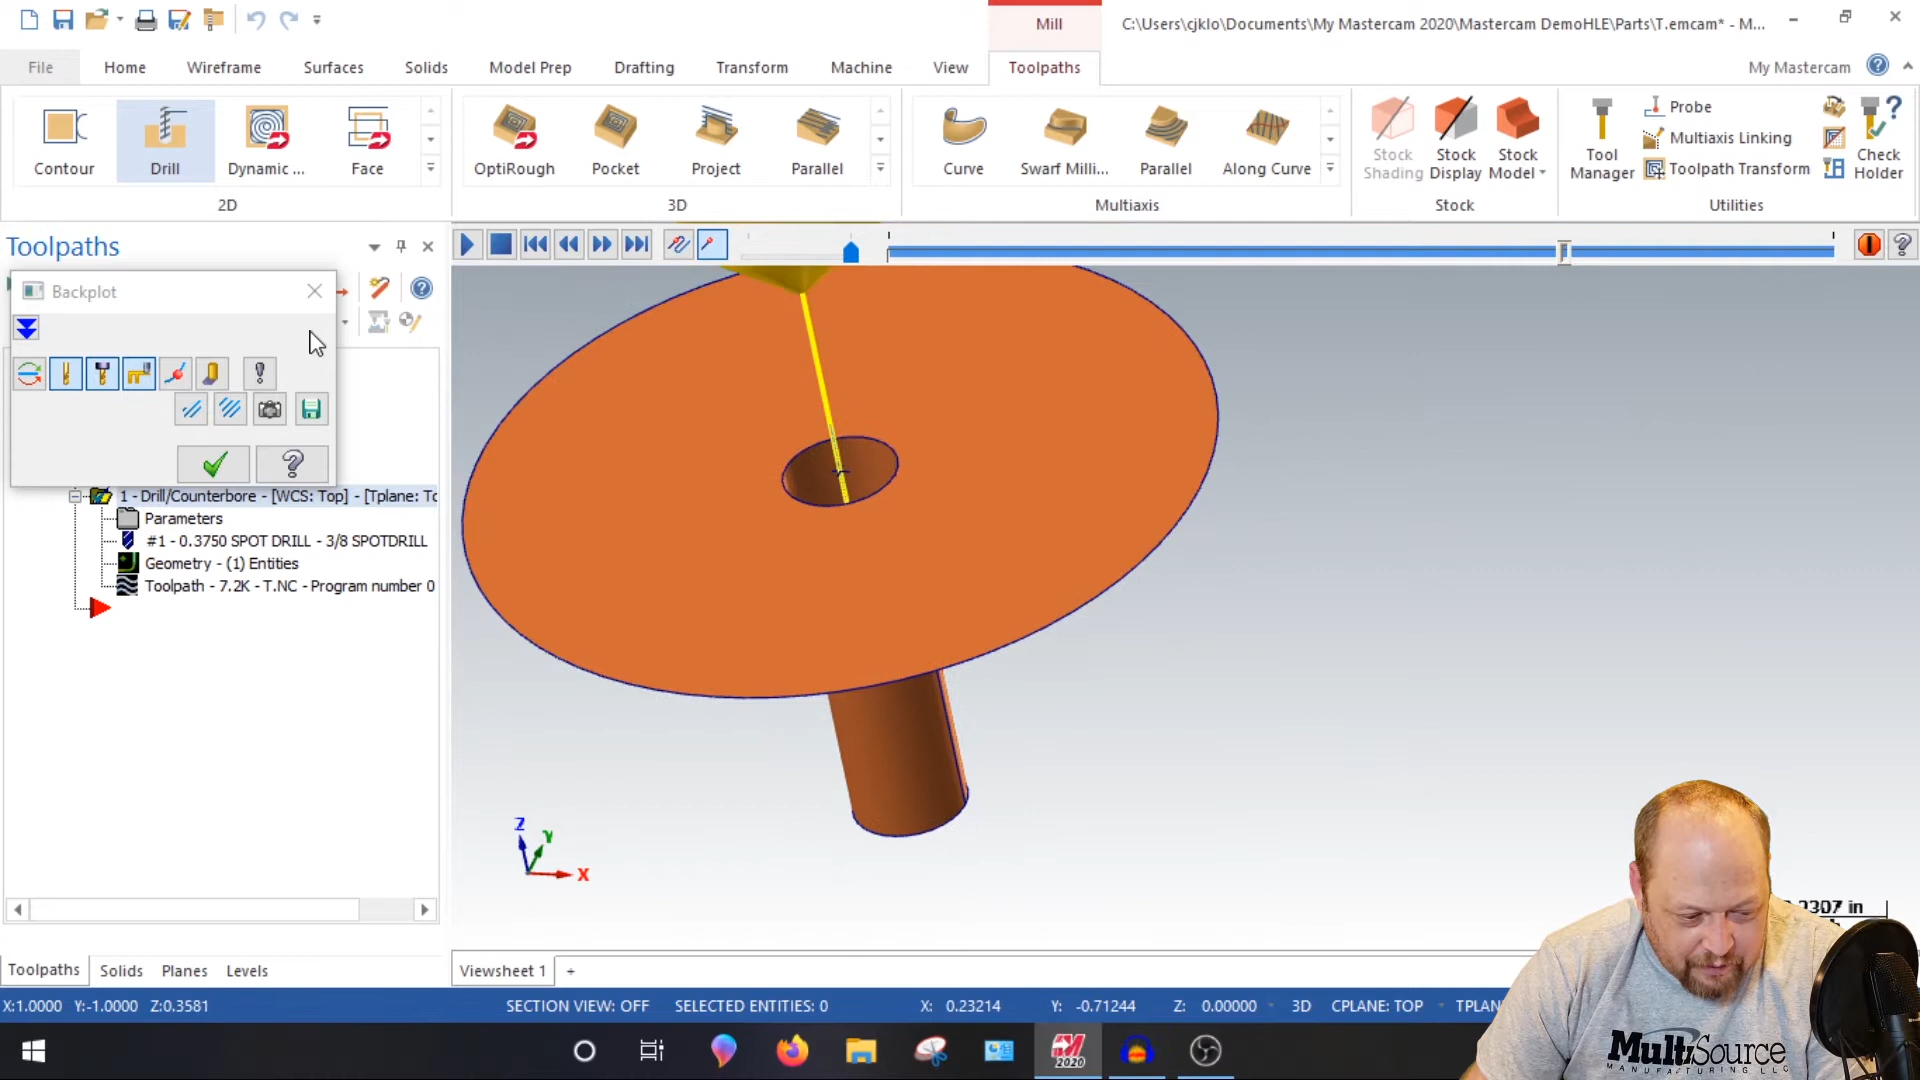 Mill
C:\Users\cjklo\Documents\My Mastercam 2020\Mastercam DemoHLE\Parts\T.emcam* - M...
File Home Wireframe Surfaces Solids Model Prep Drafting Transform Machine View Toolpaths My Mastercam
Contour Drill Dynamic ... Face
2D
OptiRough Pocket Project Parallel
3D
Curve Swarf Milli... Parallel Along Curve
Multiaxis
Stock Shading Stock Display Stock Model
Stock
Tool Manager
Probe
Multiaxis Linking
Toolpath Transform
Check Holder
Utilities
Toolpaths
Backplot
1 - Drill/Counterbore - [WCS: Top] - [Tplane: To
Parameters
#1 - 0.3750 SPOT DRILL - 3/8 SPOTDRILL
Geometry - (1) Entities
Toolpath - 7.2K - T.NC - Program number 0
Z
Y
X
2307 in
Toolpaths Solids Planes Levels
Viewsheet 1 +
X:1.0000 Y:-1.0000 Z:0.3581 SECTION VIEW: OFF SELECTED ENTITIES: 0 X: 0.23214 Y: -0.71244 Z: 0.00000 3D CPLANE: TOP TPLAN
2020
MultiSource
MANUFACTURING LLC